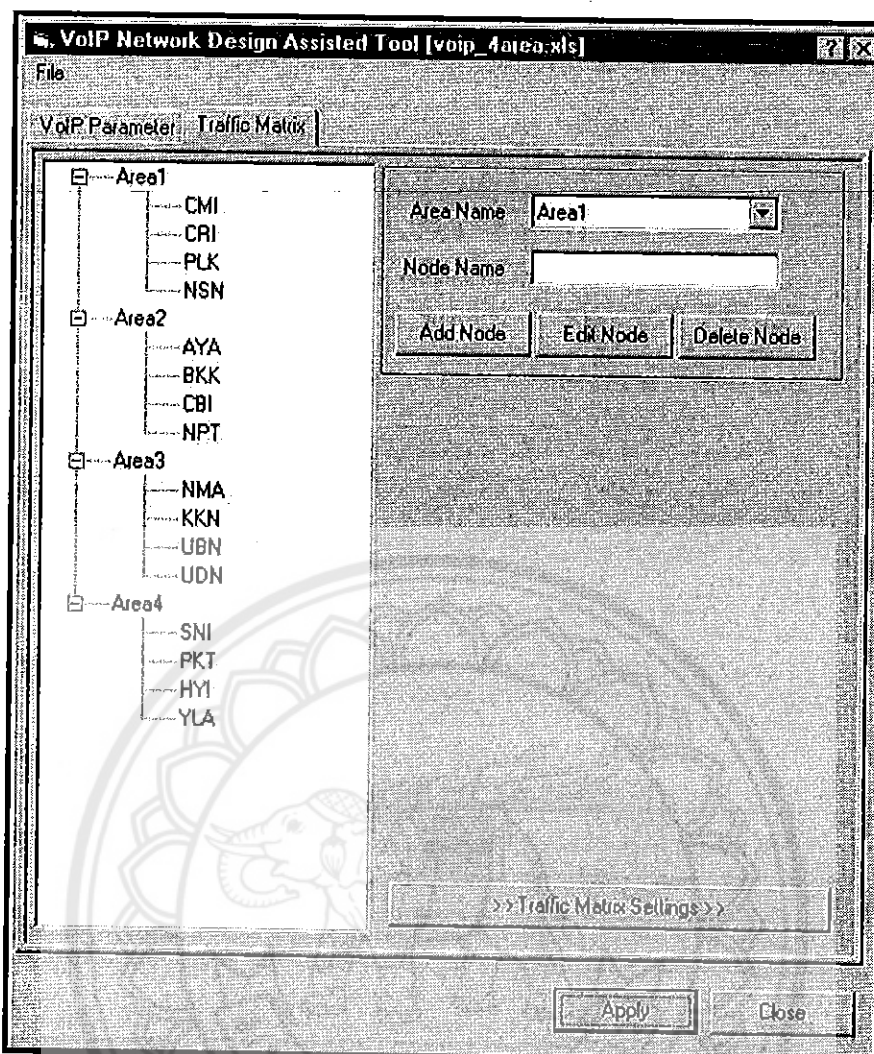 VoIP Network Design Assisted Tool [voip_4area.xls]
File
VoIP Parameter Traffic Matrix
Area1
CMI
CRI
PLK
NSN
Area2
AYA
BKK
CBI
NPT
Area3
NMA
KKN
UBN
UDN
Area4
SNI
PKT
HYI
YLA
Area Name Area1
Node Name
Add Node Edit Node Delete Node
>>Traffic Matrix Settings>>
Apply Close